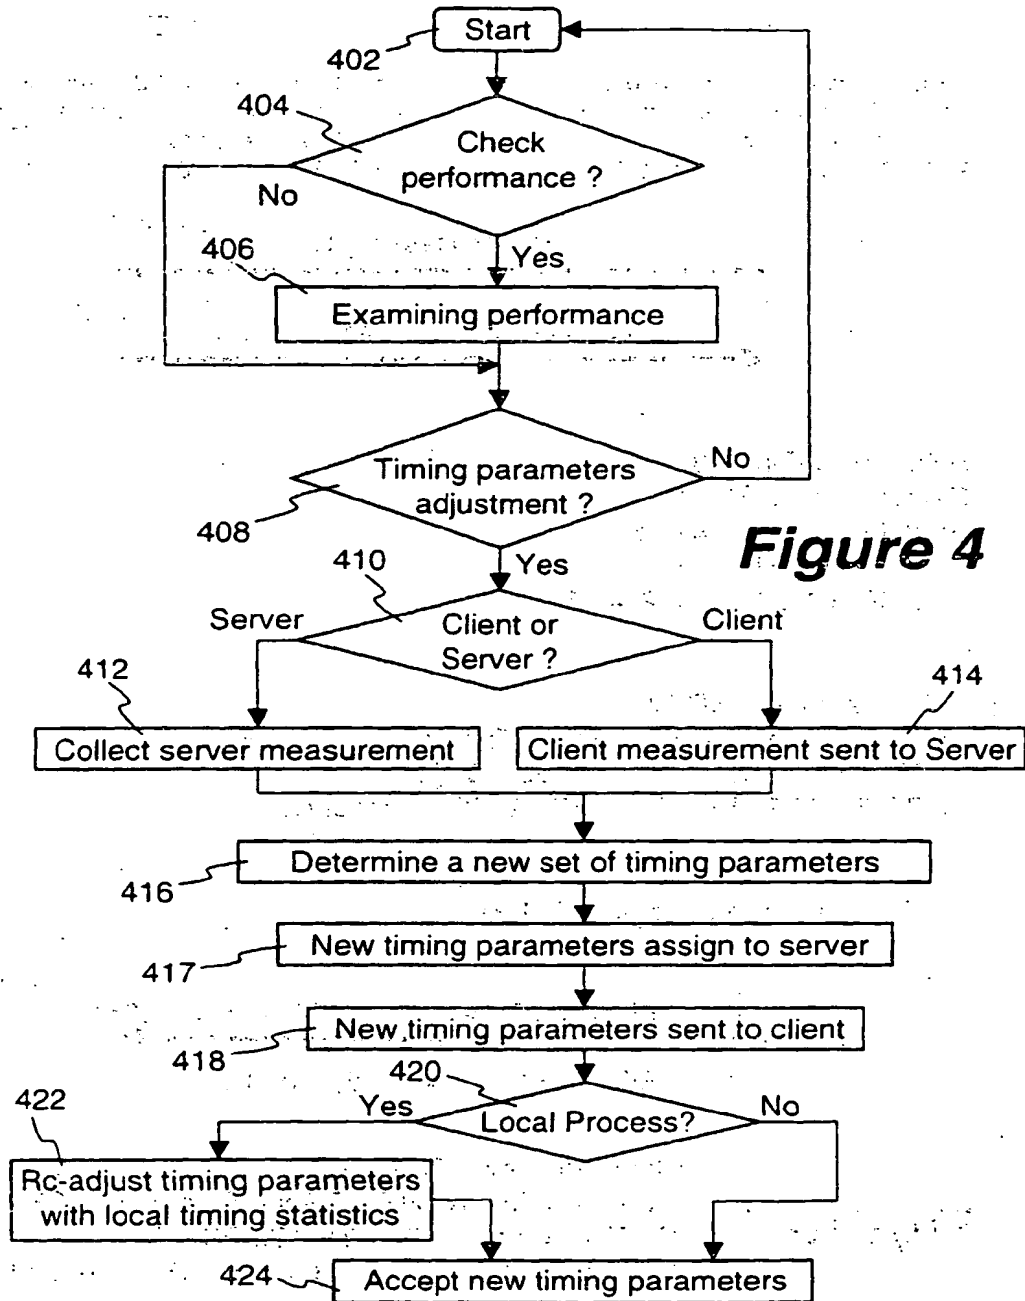 Start
402
404
Check
performance ?
No
406
Yes
Examining performance
Timing parameters
adjustment ?
No
408
Figure 4
410
Yes
Server
Client or
Server ?
Client
412
414
Collect server measurement
Client measurement sent to Server
Determine a new set of timing parameters
416
New timing parameters assign to server
417
New timing parameters sent to client
418
420
422
Yes
Local Process?
No
Rc-adjust timing parameters
with local timing statistics
424
Accept new timing parameters